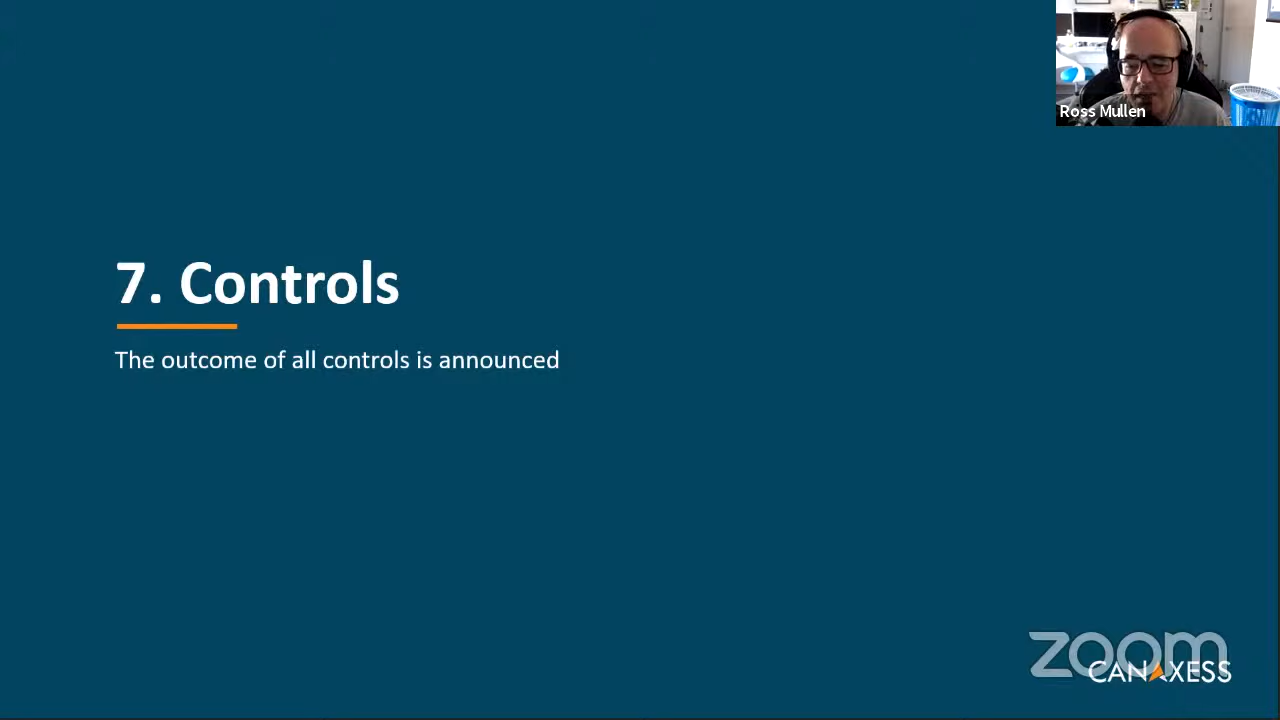 Ross Mullen
7. Controls
The outcome of all controls is announced
zoom
CANAXESS